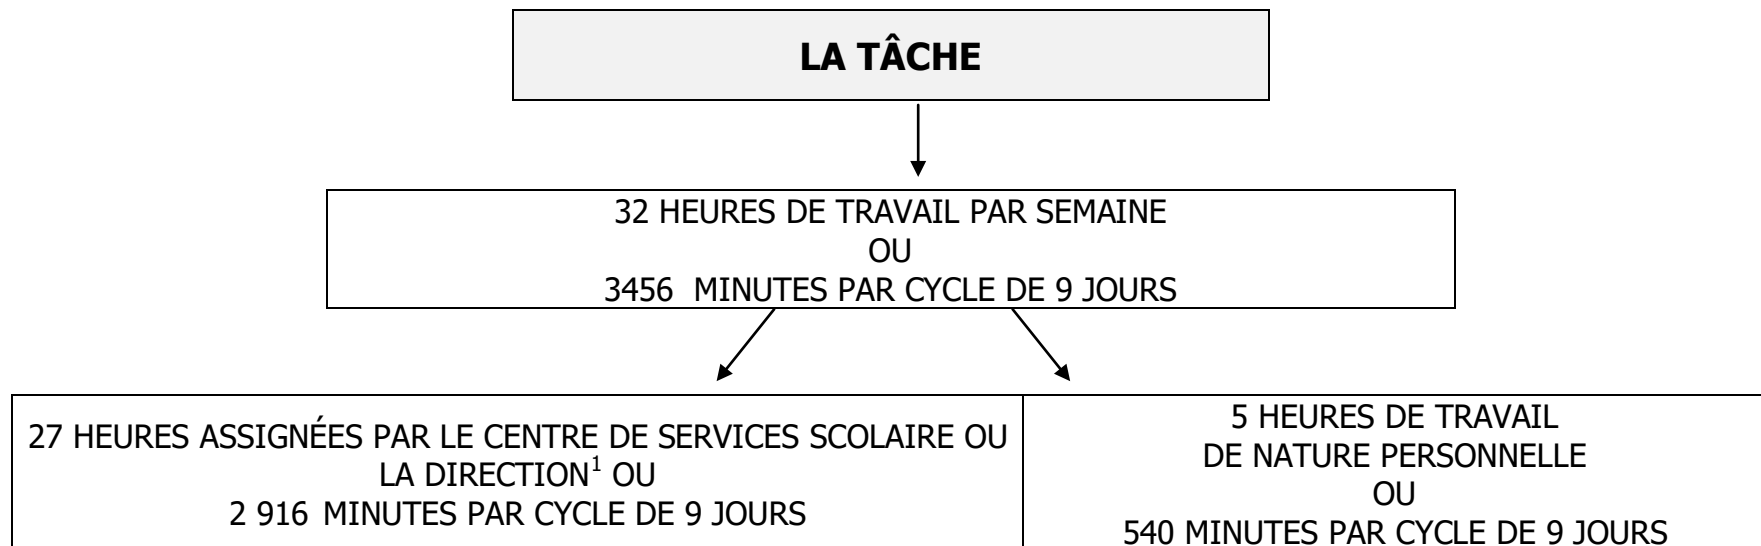 LA TÂCHE
32 HEURES DE TRAVAIL PAR SEMAINE
OU
3456 MINUTES PAR CYCLE DE 9 JOURS
27 HEURES ASSIGNÉES PAR LE CENTRE DE SERVICES SCOLAIRE OU
LA DIRECTION¹ OU
2 916 MINUTES PAR CYCLE DE 9 JOURS
5 HEURES DE TRAVAIL
DE NATURE PERSONNELLE
OU
540 MINUTES PAR CYCLE DE 9 JOURS